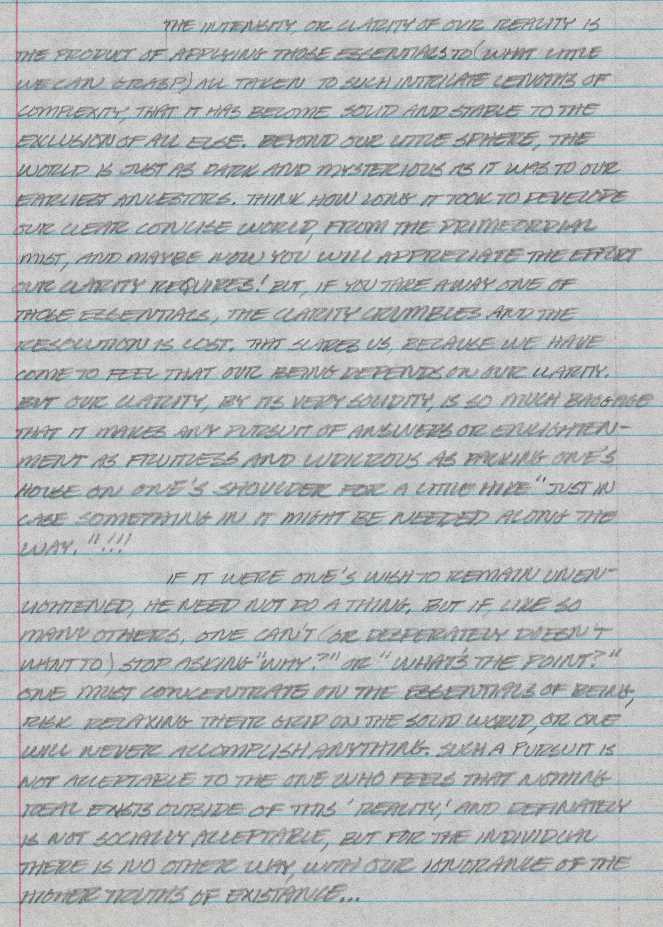 THE INTENSITY OR CLARITY OF OUR REALITY IS
THE PRODUCT OF APPLYING THOSE ESSENTIALS TO (WHAT LITTLE
WE CAN GRASP) ALL TAKEN TO SUCH INTRICATE LENGTHS OF
COMPLEXITY, THAT IT HAS BECOME SOLID AND STABLE TO THE
EXCLUSION OF ALL ELSE. BEYOND OUR LITTLE SPHERE, THE
WORLD IS JUST AS DARK AND MYSTERIOUS AS IT WAS TO OUR
EARLIEST ANCESTORS. THINK HOW LONG IT TOOK TO DEVELOPE
OUR CLEAR CONCISE WORLD, FROM THE PRIMEORDIAL
MIST, AND MAYBE NOW YOU WILL APPRECIATE THE EFFORT
OUR CLARITY REQUIRES! BUT, IF YOU TAKE AWAY ONE OF
THOSE ESSENTIALS, THE CLARITY CRUMBLES AND THE
RESOLUTION IS LOST. THAT SCARES US, BECAUSE WE HAVE
COME TO FEEL THAT OUR BEING DEPENDS ON OUR CLARITY.
BUT OUR CLARITY, BY ITS VERY SOLIDITY, IS SO MUCH BAGGAGE
THAT IT MAKES ANY PURSUIT OF ANSWERS OR ENLIGHTEN-
MENT AS FRUITLESS AND LUDICROUS AS PACKING ONE'S
HOUSE ON ONE'S SHOULDER FOR A LITTLE HIKE "JUST IN
CASE SOMETHING IN IT MIGHT BE NEEDED ALONG THE
WAY."!!!
IF IT WERE ONE'S WISH TO REMAIN UNEN-
LIGHTENED, HE NEED NOT DO A THING. BUT IF, LIKE SO
MANY OTHERS, ONE CAN'T (OR DESPERATELY DOESN'T
WANT TO) STOP ASKING "WHY?" OR "WHAT'S THE POINT?"
ONE MUST CONCENTRATE ON THE ESSENTIALS OF BEING,
RISK RELAXING THEIR GRIP ON THE SOLID WORLD, OR ONE
WILL NEVER ACCOMPLISH ANYTHING. SUCH A PURSUIT IS
NOT ACCEPTABLE TO THE ONE WHO FEELS THAT NOTHING
REAL EXISTS OUTSIDE OF THIS 'REALITY,' AND DEFINATELY
IS NOT SOCIALLY ACCEPTABLE, BUT FOR THE INDIVIDUAL
THERE IS NO OTHER WAY, WITH OUR IGNORANCE OF THE
HIGHER TRUTHS OF EXISTANCE...